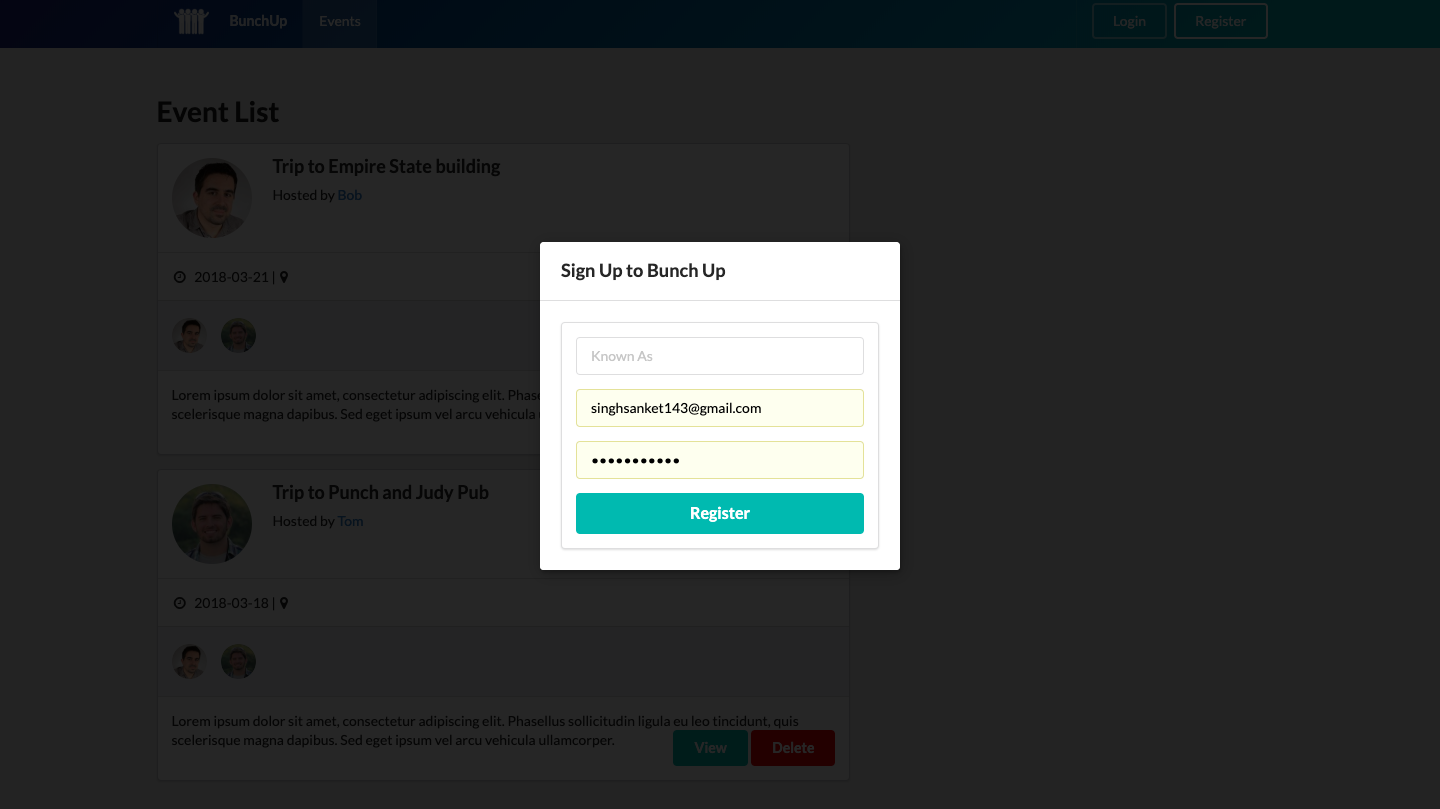 BunchUp
Events
Login
Register
Event List
Trip to Empire State building
Hosted by Bob
2018-03-21 |
Lorem ipsum dolor sit amet, consectetur adipiscing elit.
scelerisque magna dapibus. Sed eget ipsum vel arcu vehicula
Sign Up to Bunch Up
Known As
singhsanket143@gmail.com
•••••••••••
Register
Trip to Punch and Judy Pub
Hosted by Tom
2018-03-18 |
Lorem ipsum dolor sit amet, consectetur adipiscing elit. Phasellus sollicitudin ligula eu leo tincidunt, quis
scelerisque magna dapibus. Sed eget ipsum vel arcu vehicula ullamcorper.
View
Delete